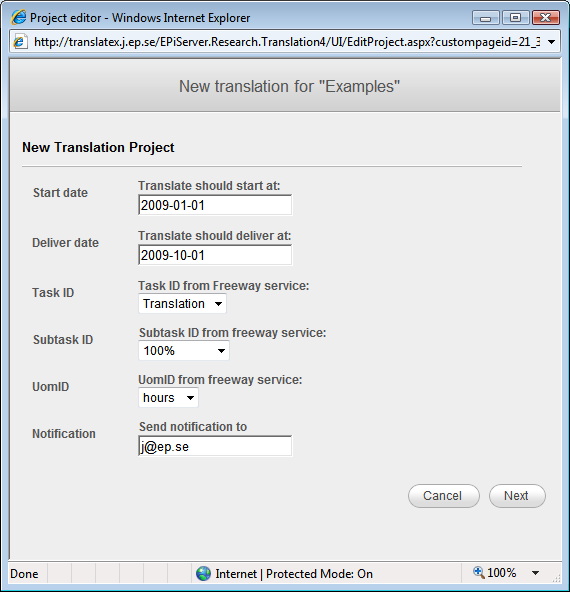 Project editor - Windows Internet Explorer
http://translatex.j.ep.se/EPiServer.Research.Translation4/UI/EditProject.aspx?custompageid=21_3
New translation for "Examples"
New Translation Project
Start date
Translate should start at:
2009-01-01
Deliver date
Translate should deliver at:
2009-10-01
Task ID
Task ID from Freeway service:
Translation
Subtask ID
Subtask ID from freeway service:
100%
UomID
UomID from freeway service:
hours
Notification
Send notification to
j@ep.se
Cancel Next
Done Internet | Protected Mode: On 100%